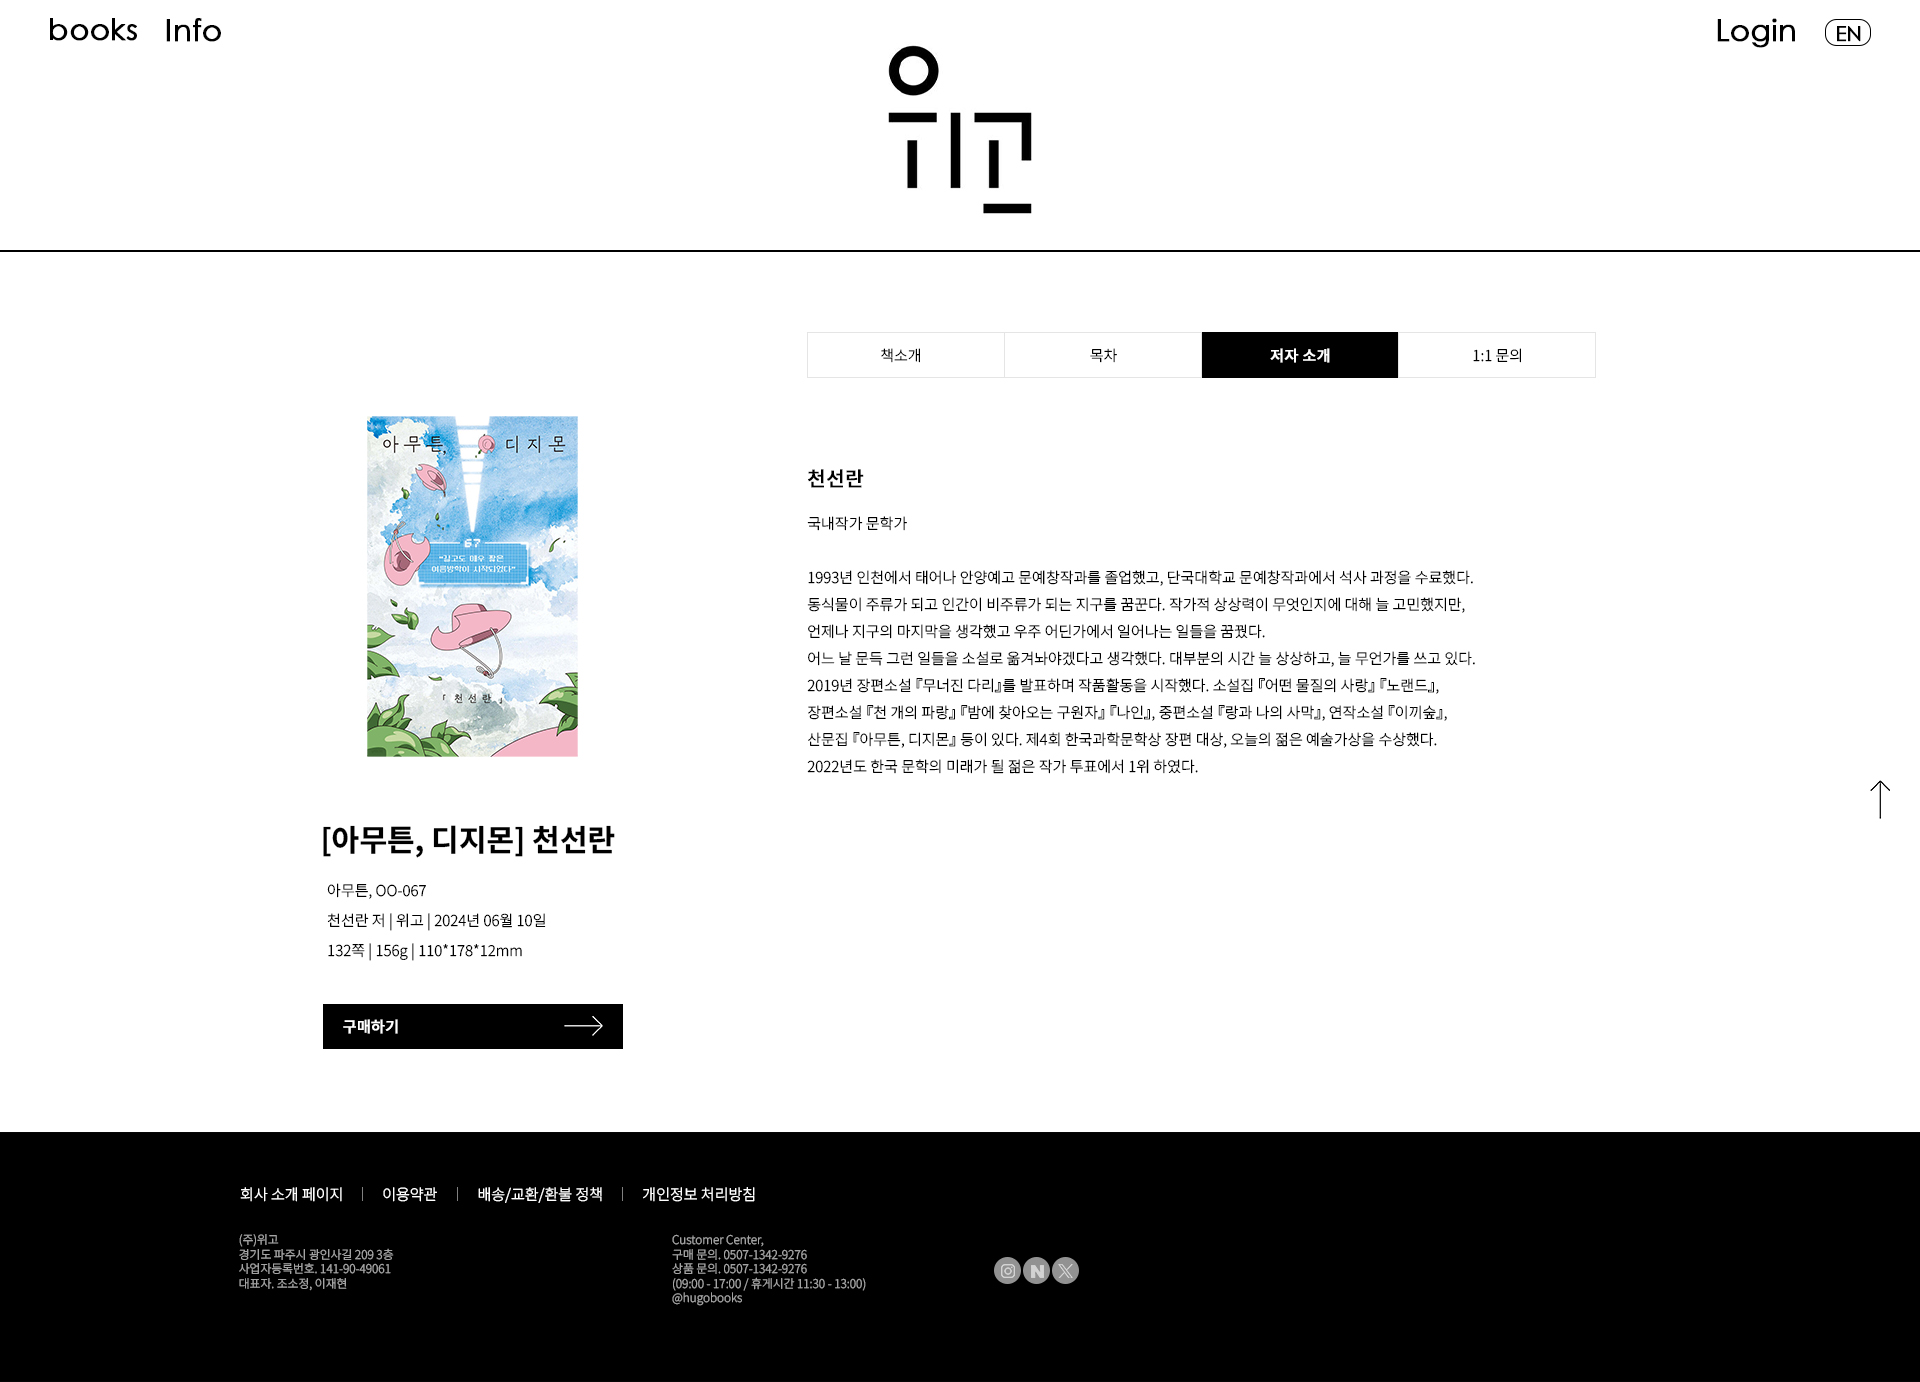 books Info
Login EN
위고
책소개 목차 저자 소개 1:1 문의
아무튼, 디지몬
67
"길고도 매우 짧은
여름방학이 시작되었다"
「천선란」
천선란
국내작가 문학가
1993년 인천에서 태어나 안양예고 문예창작과를 졸업했고, 단국대학교 문예창작과에서 석사 과정을 수료했다.
동식물이 주류가 되고 인간이 비주류가 되는 지구를 꿈꾼다. 작가적 상상력이 무엇인지에 대해 늘 고민했지만,
언제나 지구의 마지막을 생각했고 우주 어딘가에서 일어나는 일들을 꿈꿨다.
어느 날 문득 그런 일들을 소설로 옮겨놔야겠다고 생각했다. 대부분의 시간 늘 상상하고, 늘 무언가를 쓰고 있다.
2019년 장편소설 『무너진 다리』를 발표하며 작품활동을 시작했다. 소설집 『어떤 물질의 사랑』 『노랜드』,
장편소설 『천 개의 파랑』 『밤에 찾아오는 구원자』 『나인』, 중편소설 『랑과 나의 사막』, 연작소설 『이끼숲』,
산문집 『아무튼, 디지몬』 등이 있다. 제4회 한국과학문학상 장편 대상, 오늘의 젊은 예술가상을 수상했다.
2022년도 한국 문학의 미래가 될 젊은 작가 투표에서 1위 하였다.
[아무튼, 디지몬] 천선란
아무튼, OO-067
천선란 저 | 위고 | 2024년 06월 10일
132쪽 | 156g | 110*178*12mm
구매하기
회사 소개 페이지 | 이용약관 | 배송/교환/환불 정책 | 개인정보 처리방침
(주)위고
경기도 파주시 광인사길 209 3층
사업자등록번호. 141-90-49061
대표자. 조소정, 이재현
Customer Center,
구매 문의. 0507-1342-9276
상품 문의. 0507-1342-9276
(09:00 - 17:00 / 휴게시간 11:30 - 13:00)
@hugobooks